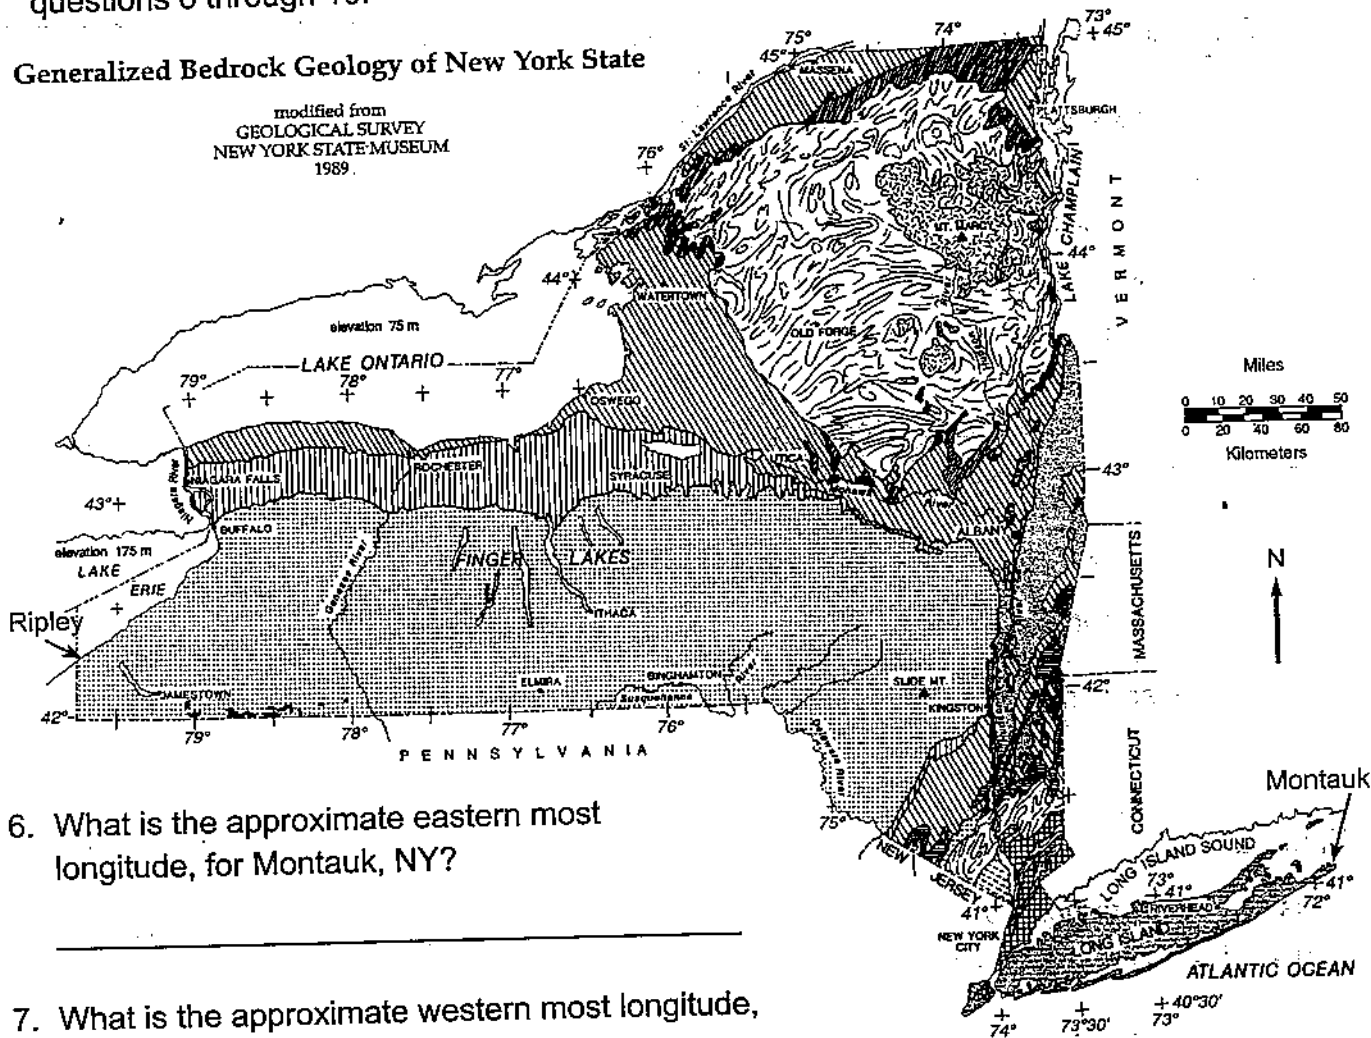 questions 6 through 10.
Generalized Bedrock Geology of New York State
modified from
GEOLOGICAL SURVEY
NEW YORK STATE MUSEUM
1989
73°
45°
74°
75°
45°
MASSENA
St. Lawrence River
PLATTSBURGH
76°
LAKE CHAMPLAIN
VERMONT
MT. MARCY
44°
44°
WATERTOWN
elevation 75 m
OLD FORGE
LAKE ONTARIO
79°
78°
77°
OSWEGO
Miles
0 10 20 30 40 50
0 20 40 60 80
Kilometers
UTICA
ROCHESTER
SYRACUSE
NIAGARA FALLS
Niagara River
43°
43°
River
ALBANY
BUFFALO
elevation 175 m
LAKE
ERIE
FINGER LAKES
Genesee River
ITHACA
MASSACHUSETTS
N
Ripley
JAMESTOWN
ELMIRA
BINGHAMTON
Susquehanna
River
SLIDE MT.
KINGSTON
42°
42°
79°
78°
77°
76°
PENNSYLVANIA
Delaware River
CONNECTICUT
Montauk
75°
NEW JERSEY
LONG ISLAND SOUND
73°
41°
41°
72°
RIVERHEAD
41°
NEW YORK
CITY
LONG ISLAND
ATLANTIC OCEAN
40°30'
73°
74°
73°30'
6. What is the approximate eastern most
longitude, for Montauk, NY?
7. What is the approximate western most longitude,